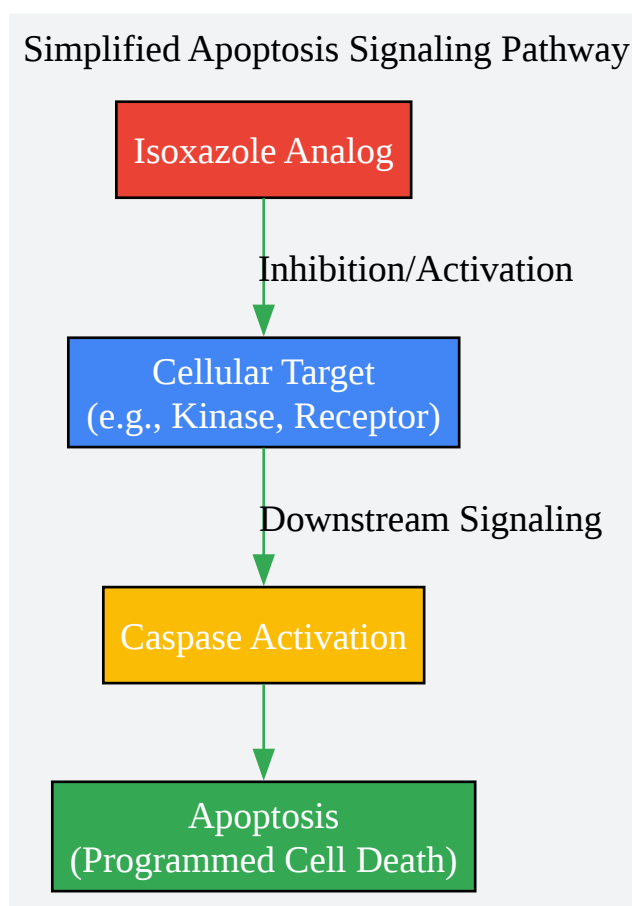 Simplified Apoptosis Signaling Pathway
Isoxazole Analog
Inhibition/Activation
Cellular Target
(e.g., Kinase, Receptor)
Downstream Signaling
Caspase Activation
Apoptosis
(Programmed Cell Death)